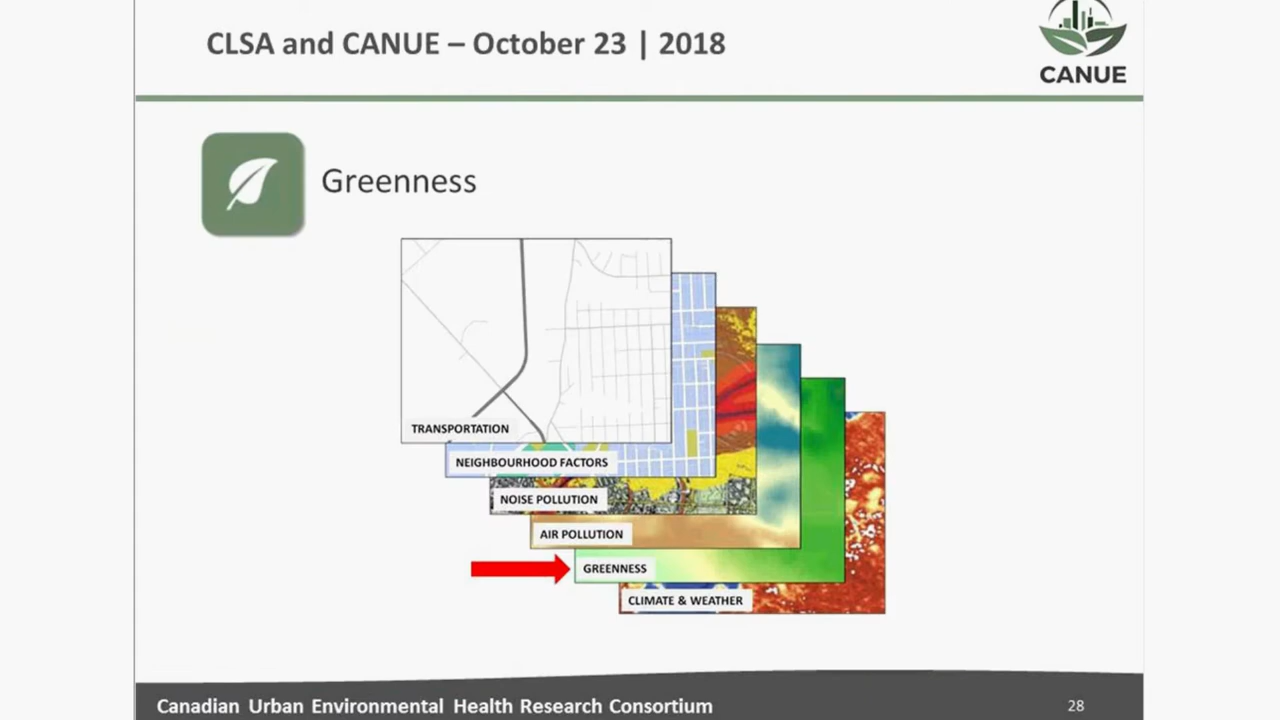 CLSA and CANUE – October 23 | 2018
CANUE
Greenness
TRANSPORTATION
NEIGHBOURHOOD FACTORS
NOISE POLLUTION
AIR POLLUTION
GREENNESS
CLIMATE & WEATHER
Canadian Urban Environmental Health Research Consortium
28